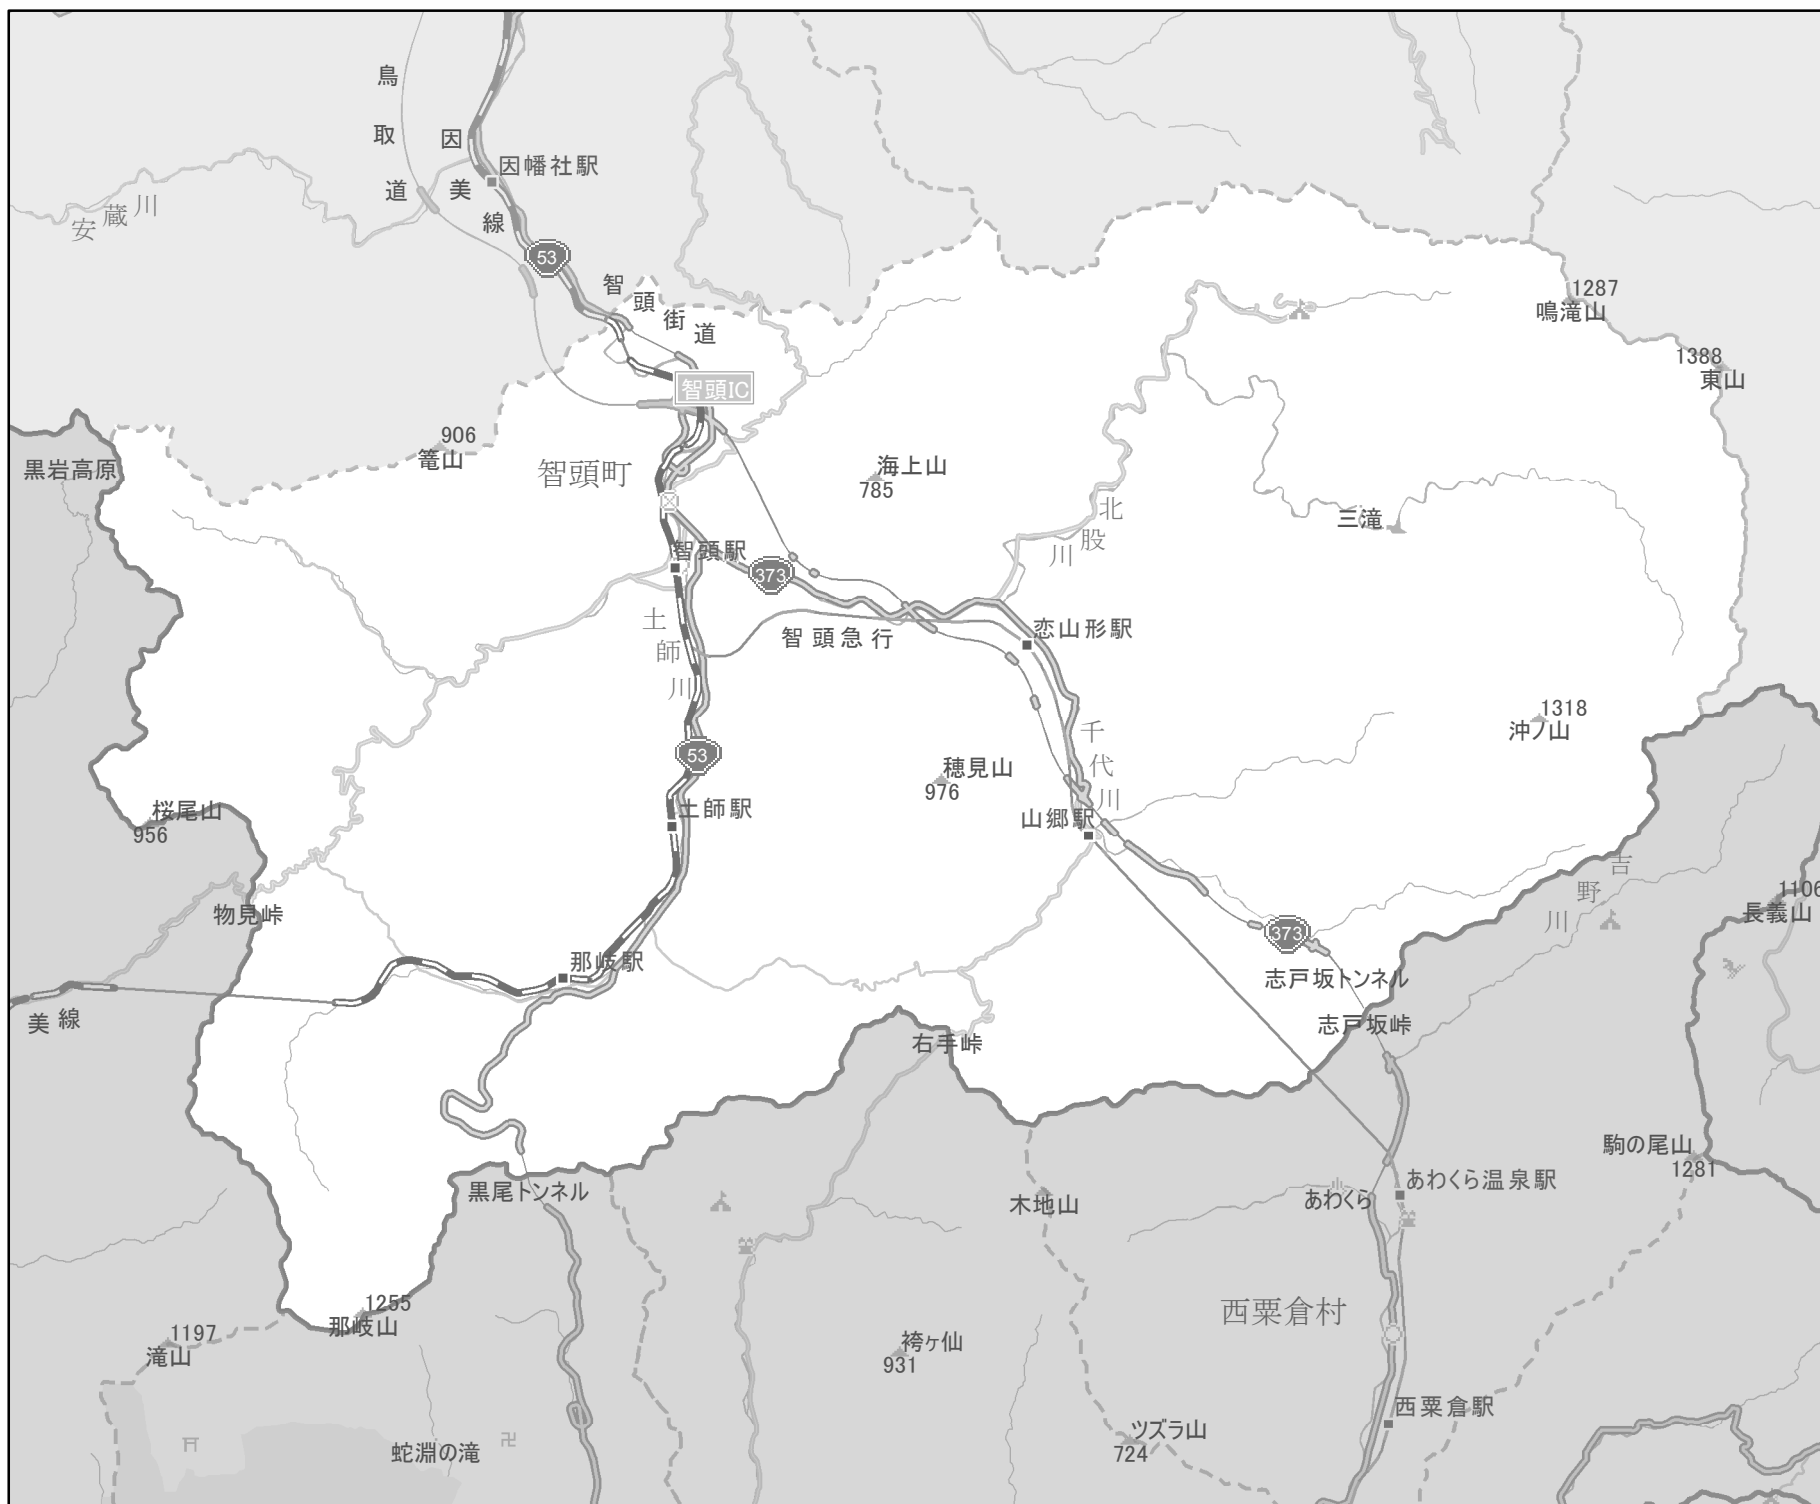 鳥取道
因美線
因幡社駅
安蔵川
53
智頭街道
1287
鳴滝山
1388
東山
智頭IC
906
篭山
黒岩高原
智頭町
海上山
785
北股川
三滝
智頭駅
373
土師川
智頭急行
恋山形駅
1318
沖ノ山
千代川
53
穂見山
976
桜尾山
956
土師駅
山郷駅
吉野川
1106
長義山
物見峠
373
那岐駅
志戸坂トンネル
美線
志戸坂峠
右手峠
駒の尾山
1281
黒尾トンネル
木地山
あわくら温泉駅
あわくら
1255
那岐山
1197
滝山
西粟倉村
袴ヶ仙
931
西粟倉駅
ツズラ山
724
蛇淵の滝